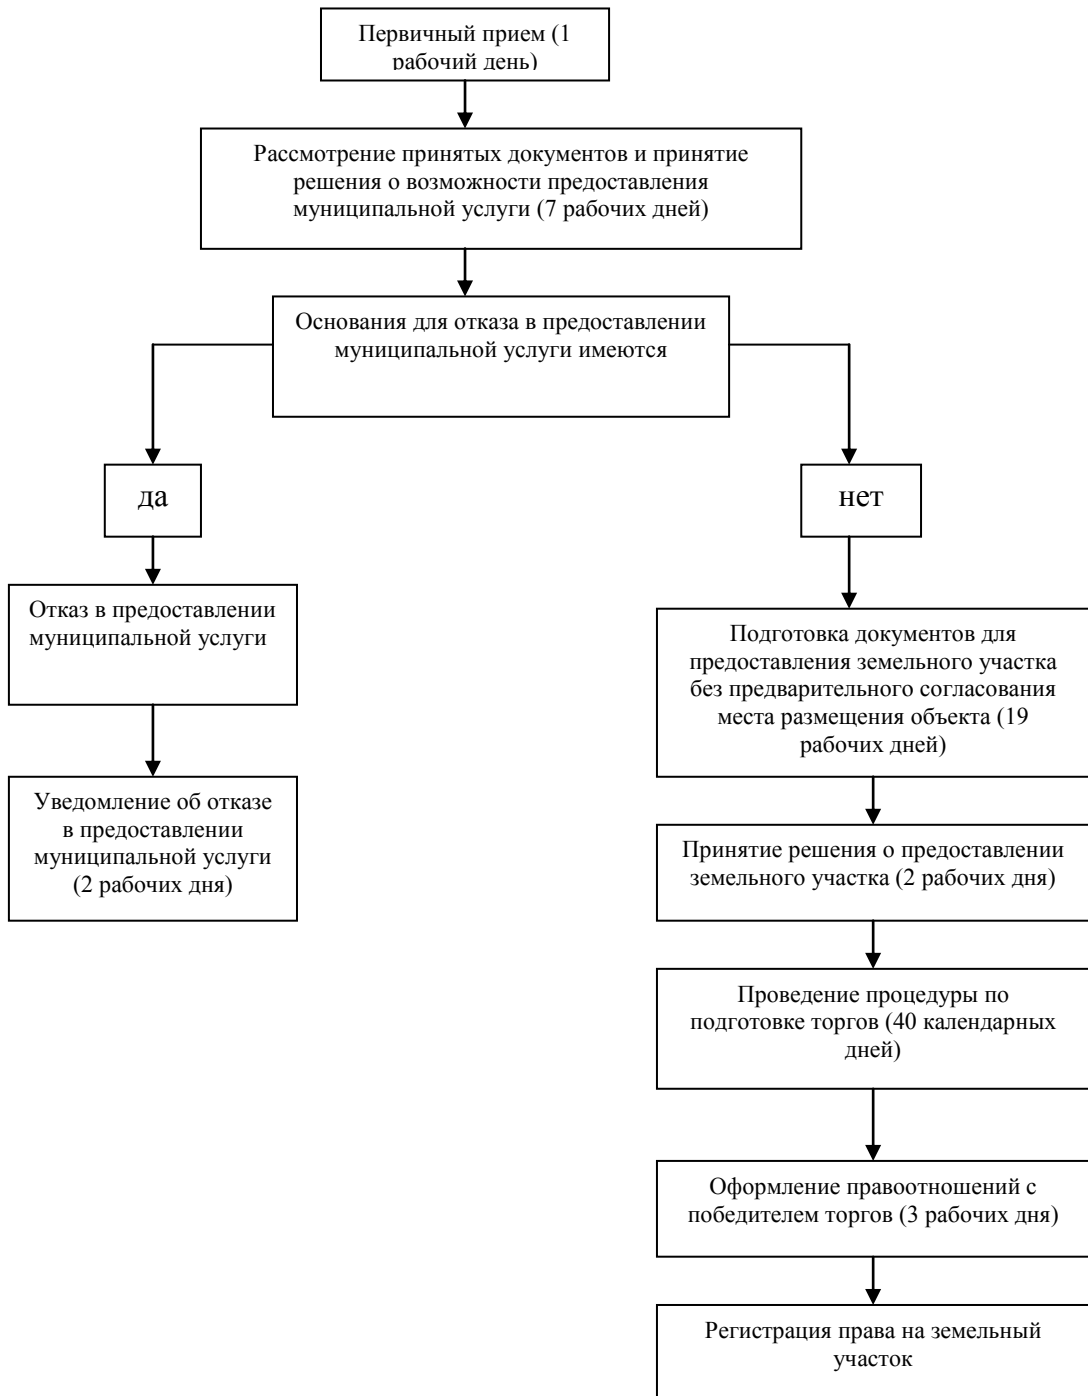 Первичный прием (1
рабочий день)
Рассмотрение принятых документов и принятие
решения о возможности предоставления
муниципальной услуги (7 рабочих дней)
Основания для отказа в предоставлении
муниципальной услуги имеются
да
нет
Отказ в предоставлении
муниципальной услуги
Уведомление об отказе
в предоставлении
муниципальной услуги
(2 рабочих дня)
Подготовка документов для
предоставления земельного участка
без предварительного согласования
места размещения объекта (19
рабочих дней)
Принятие решения о предоставлении
земельного участка (2 рабочих дня)
Проведение процедуры по
подготовке торгов (40 календарных
дней)
Оформление правоотношений с
победителем торгов (3 рабочих дня)
Регистрация права на земельный
участок